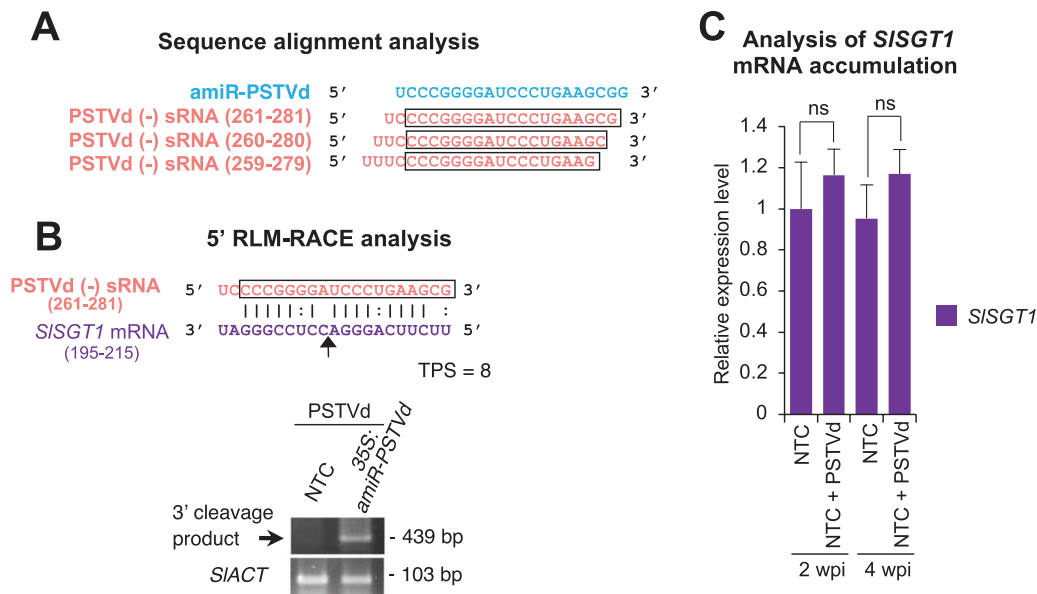 A
Sequence alignment analysis
amiR-PSTVd 5′ UCCCGGGGAUCCCUGAAGCGG 3′
PSTVd (-) sRNA (261-281) 5′ UCCCCGGGGAUCCCUGAAGCG 3′
PSTVd (-) sRNA (260-280) 5′ UUCCCCGGGGAUCCCUGAAGC 3′
PSTVd (-) sRNA (259-279) 5′ UUUCCCCGGGGAUCCCUGAAG 3′
B
5′ RLM-RACE analysis
PSTVd (-) sRNA 5′ UCCCCGGGGAUCCCUGAAGCG 3′
(261-281)
SlSGT1 mRNA 3′ UAGGGCCUCCAGGGACUUCUU 5′
(195-215)
TPS = 8
PSTVd
NTC
35S:
amiR-PSTVd
3′ cleavage
product
- 439 bp
SlACT
- 103 bp
C
Analysis of SlSGT1
mRNA accumulation
ns
ns
Relative expression level
1.4
1.2
1
0.8
0.6
0.4
0.2
0
NTC
NTC + PSTVd
NTC
NTC + PSTVd
2 wpi
4 wpi
SlSGT1